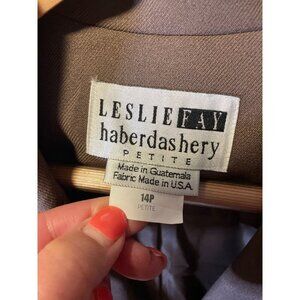 LESLIE FAY
haberdashery
PETITE
Made in Guatemala
Fabric Made in U.S.A.
14P
PETITE